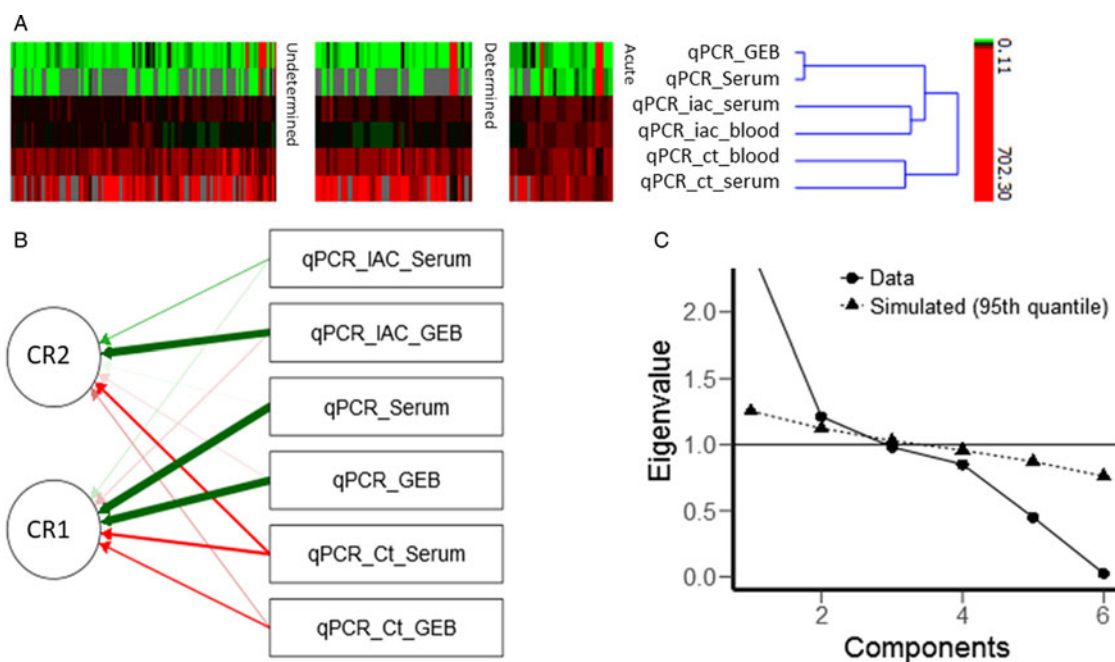 A
Undetermined
Determined
Acute
qPCR_GEB
qPCR_Serum
qPCR_iac_serum
qPCR_iac_blood
qPCR_ct_blood
qPCR_ct_serum
0.11
702.30
B
CR2
CR1
qPCR_IAC_Serum
qPCR_IAC_GEB
qPCR_Serum
qPCR_GEB
qPCR_Ct_Serum
qPCR_Ct_GEB
C
Data
Simulated (95th quantile)
Eigenvalue
2.0
1.5
1.0
0.5
0.0
2 4 6
Components